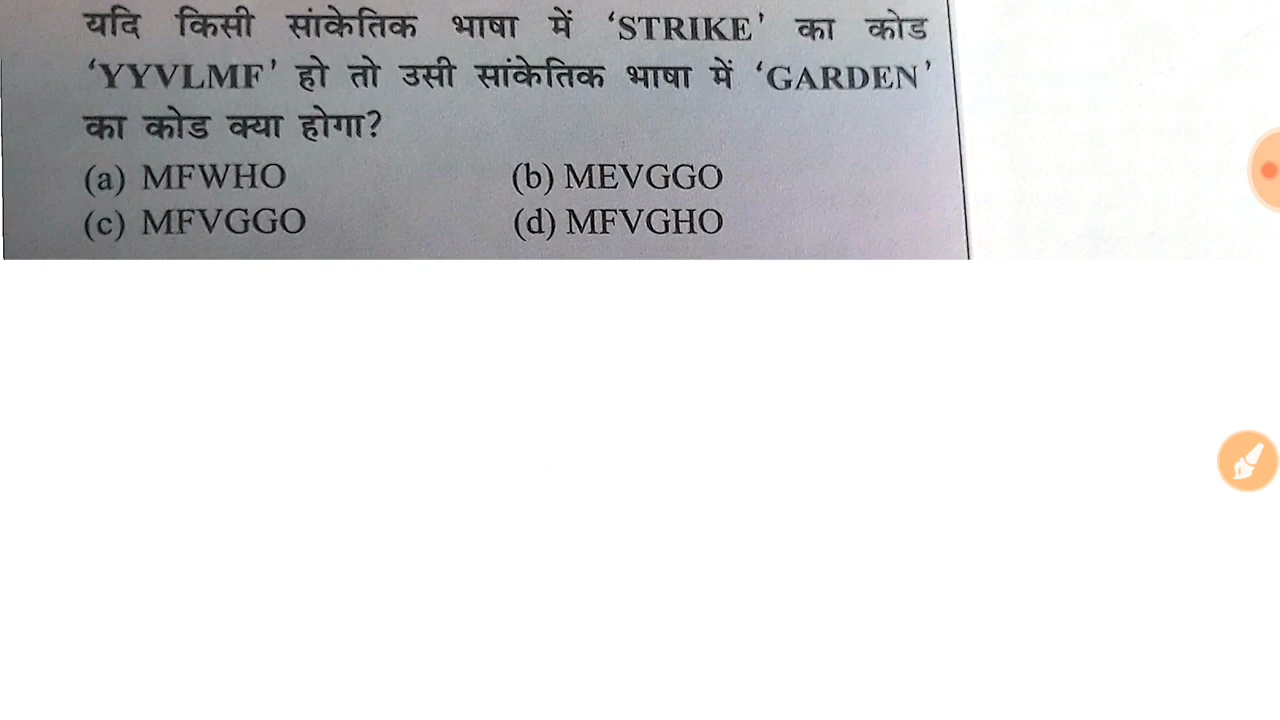 यदि किसी सांकेतिक भाषा में ‘STRIKE’ का कोड
‘YYVLMF’ हो तो उसी सांकेतिक भाषा में ‘GARDEN’
का कोड क्या होगा?
(a) MFWHO (b) MEVGGO
(c) MFVGGO (d) MFVGHO